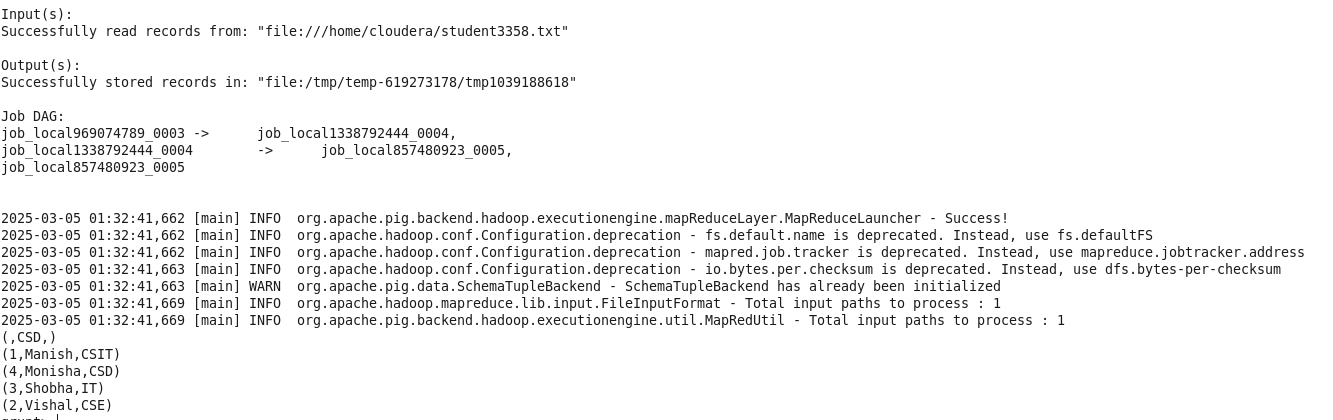 Input(s):
Successfully read records from: "file:///home/cloudera/student3358.txt"
Output(s):
Successfully stored records in: "file:/tmp/temp-619273178/tmp1039188618"
Job DAG:
job_local969074789_0003 ->      job_local1338792444_0004,
job_local1338792444_0004        ->      job_local857480923_0005,
job_local857480923_0005
2025-03-05 01:32:41,662 [main] INFO  org.apache.pig.backend.hadoop.executionengine.mapReduceLayer.MapReduceLauncher - Success!
2025-03-05 01:32:41,662 [main] INFO  org.apache.hadoop.conf.Configuration.deprecation - fs.default.name is deprecated. Instead, use fs.defaultFS
2025-03-05 01:32:41,662 [main] INFO  org.apache.hadoop.conf.Configuration.deprecation - mapred.job.tracker is deprecated. Instead, use mapreduce.jobtracker.address
2025-03-05 01:32:41,663 [main] INFO  org.apache.hadoop.conf.Configuration.deprecation - io.bytes.per.checksum is deprecated. Instead, use dfs.bytes-per-checksum
2025-03-05 01:32:41,663 [main] WARN  org.apache.pig.data.SchemaTupleBackend - SchemaTupleBackend has already been initialized
2025-03-05 01:32:41,669 [main] INFO  org.apache.hadoop.mapreduce.lib.input.FileInputFormat - Total input paths to process : 1
2025-03-05 01:32:41,669 [main] INFO  org.apache.pig.backend.hadoop.executionengine.util.MapRedUtil - Total input paths to process : 1
(,CSD,)
(1,Manish,CSIT)
(4,Monisha,CSD)
(3,Shobha,IT)
(2,Vishal,CSE)